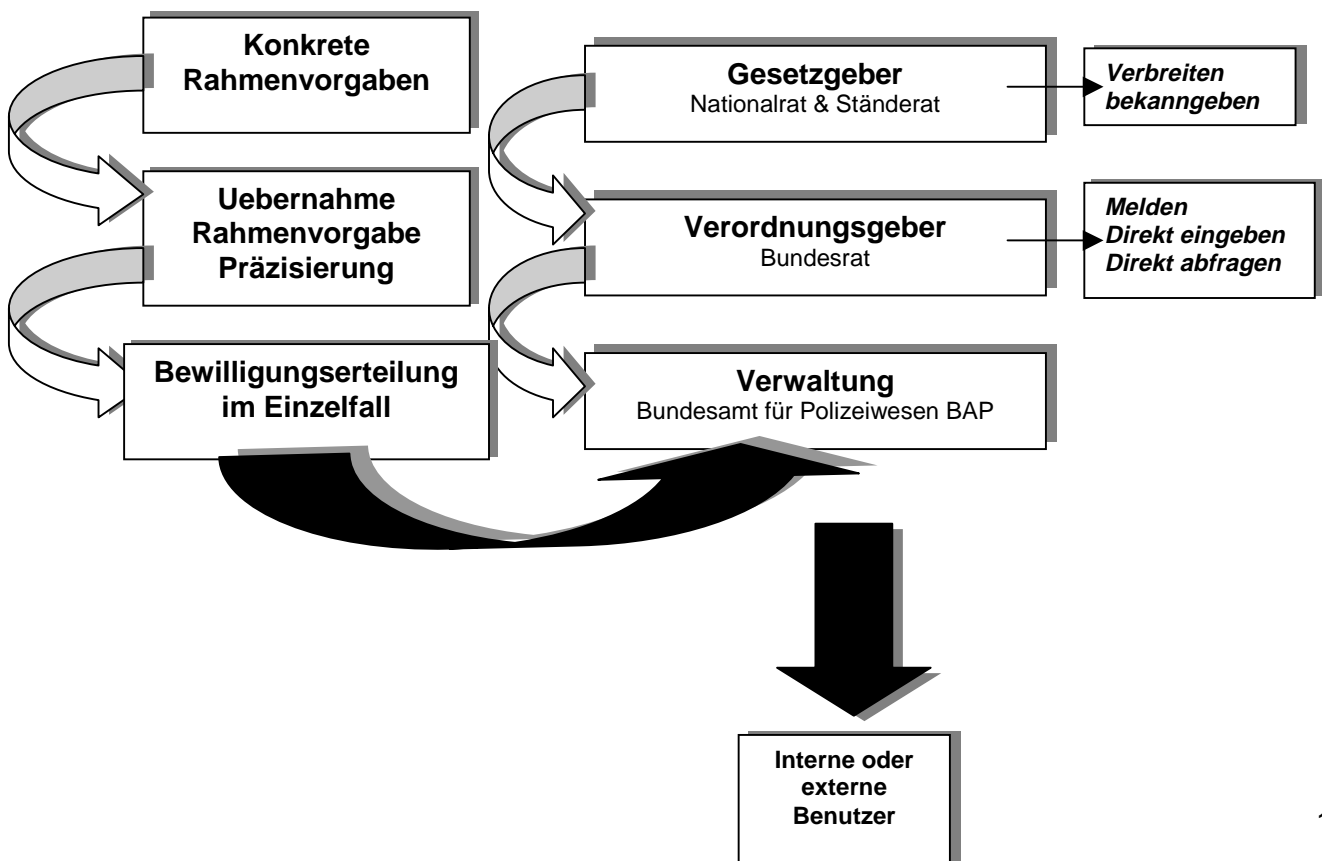 Konkrete
Rahmenvorgaben
Gesetzgeber
Nationalrat & Ständerat
Verbreiten
bekanngeben
Uebernahme
Rahmenvorgabe
Präzisierung
Verordnungsgeber
Bundesrat
Melden
Direkt eingeben
Direkt abfragen
Bewilligungserteilung
im Einzelfall
Verwaltung
Bundesamt für Polizeiwesen BAP
Interne oder
externe
Benutzer